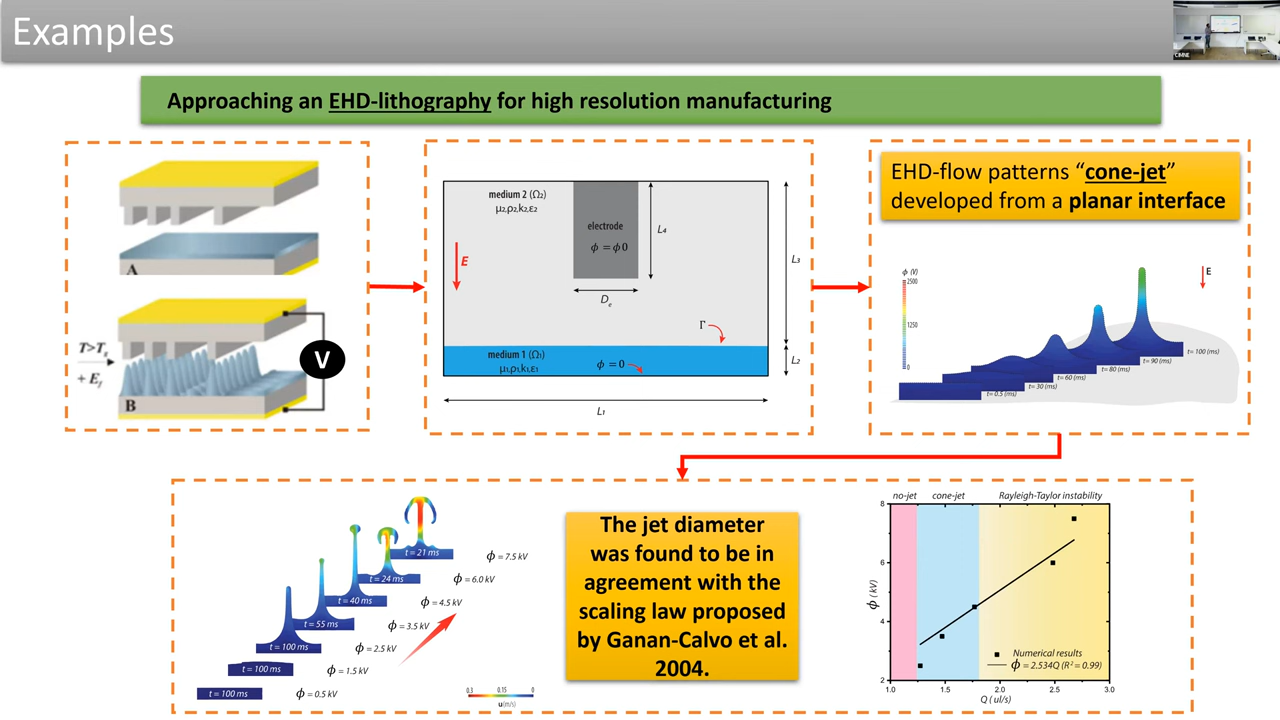 Examples
CIMNE
Approaching an EHD-lithography for high resolution manufacturing
A
T>Tg
+ Ef
V
B
medium 2 (Ω₂)
μ₂,ρ₂,k₂,ε₂
electrode
ϕ = ϕ0
E
L₄
L₃
Dₑ
Γ
medium 1 (Ω₁)
μ₁,ρ₁,k₁,ε₁
ϕ = 0
L₂
L₁
EHD-flow patterns “cone-jet”
developed from a planar interface
ϕ (V)
2500
1250
0
E
t= 100 (ms)
t= 90 (ms)
t= 80 (ms)
t= 60 (ms)
t= 30 (ms)
t= 0.5 (ms)
t = 21 ms
ϕ = 7.5 kV
t = 24 ms
ϕ = 6.0 kV
t = 40 ms
ϕ = 4.5 kV
t = 55 ms
ϕ = 3.5 kV
t = 100 ms
ϕ = 2.5 kV
t = 100 ms
ϕ = 1.5 kV
t = 100 ms
ϕ = 0.5 kV
0.3 0.15 0
u (m/s)
The jet diameter
was found to be in
agreement with the
scaling law proposed
by Ganan-Calvo et al.
2004.
no-jet cone-jet Rayleigh-Taylor instability
8
6
4
2
ϕ (kV)
Numerical results
ϕ = 2.534Q (R² = 0.99)
1.0 1.5 2.0 2.5 3.0
Q ( ul/s)